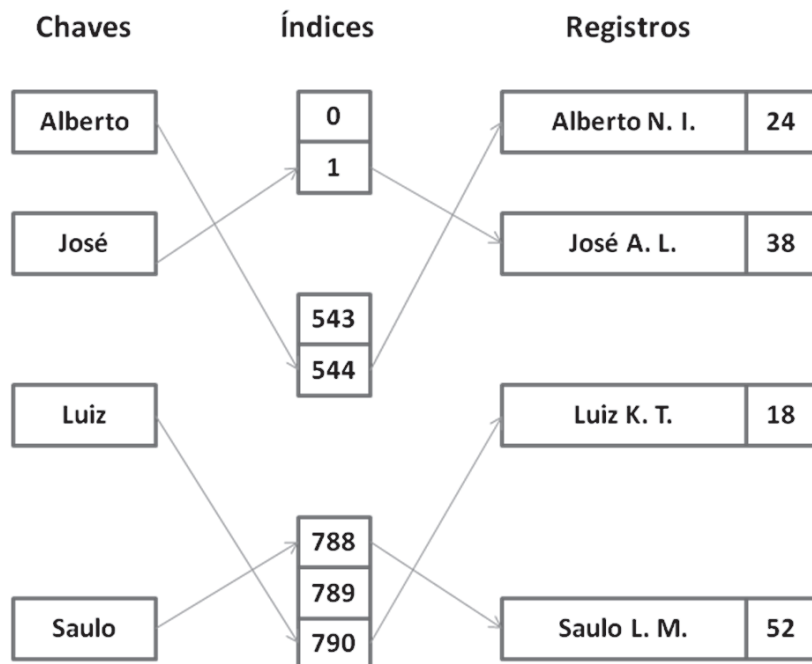 Chaves Índices Registros
Alberto 0 Alberto N. I. 24
1
José José A. L. 38
543
544
Luiz Luiz K. T. 18
788
789
Saulo 790 Saulo L. M. 52